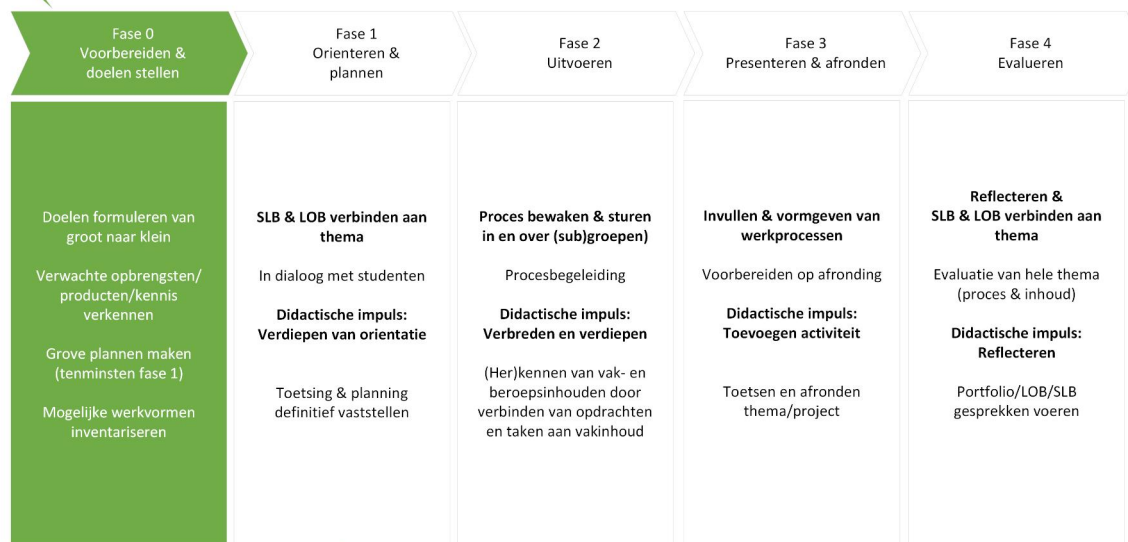 Fase 0
Voorbereiden &
doelen stellen
Fase 1
Orienteren &
plannen
Fase 2
Uitvoeren
Fase 3
Presenteren & afronden
Fase 4
Evalueren
Doelen formuleren van
groot naar klein
Verwachte opbrengsten/
producten/kennis
verkennen
Grove plannen maken
(tenminsten fase 1)
Mogelijke werkvormen
inventariseren
SLB & LOB verbinden aan
thema
In dialoog met studenten
Didactische impuls:
Verdiepen van orientatie
Toetsing & planning
definitief vaststellen
Proces bewaken & sturen
in en over (sub)groepen)
Procesbegeleiding
Didactische impuls:
Verbreden en verdiepen
(Her)kennen van vak- en
beroepsinhouden door
verbinden van opdrachten
en taken aan vakinhoud
Invullen & vormgeven van
werkprocessen
Voorbereiden op afronding
Didactische impuls:
Toevoegen activiteit
Toetsen en afronden
thema/project
Reflecteren &
SLB & LOB verbinden aan
thema
Evaluatie van hele thema
(proces & inhoud)
Didactische impuls:
Reflecteren
Portfolio/LOB/SLB
gesprekken voeren